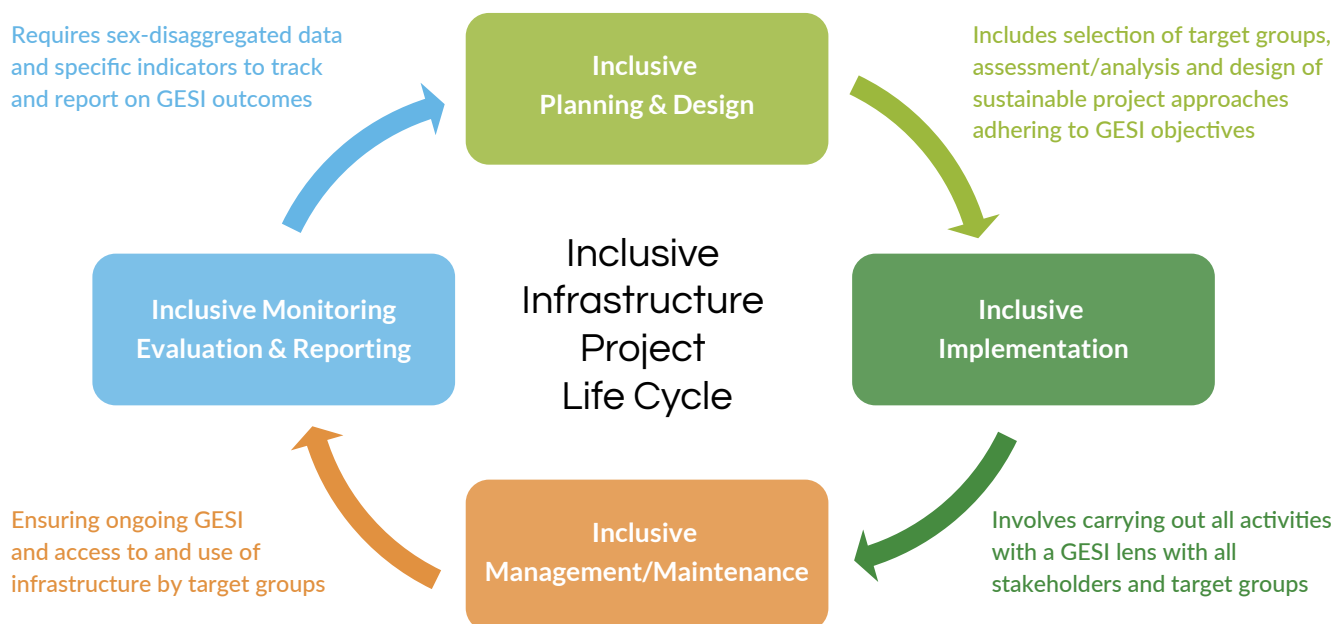 Requires sex-disaggregated data
and specific indicators to track
and report on GESI outcomes
Inclusive
Planning & Design
Includes selection of target groups,
assessment/analysis and design of
sustainable project approaches
adhering to GESI objectives
Inclusive Monitoring
Evaluation & Reporting
Inclusive
Infrastructure
Project
Life Cycle
Inclusive
Implementation
Ensuring ongoing GESI
and access to and use of
infrastructure by target groups
Inclusive
Management/Maintenance
Involves carrying out all activities
with a GESI lens with all
stakeholders and target groups